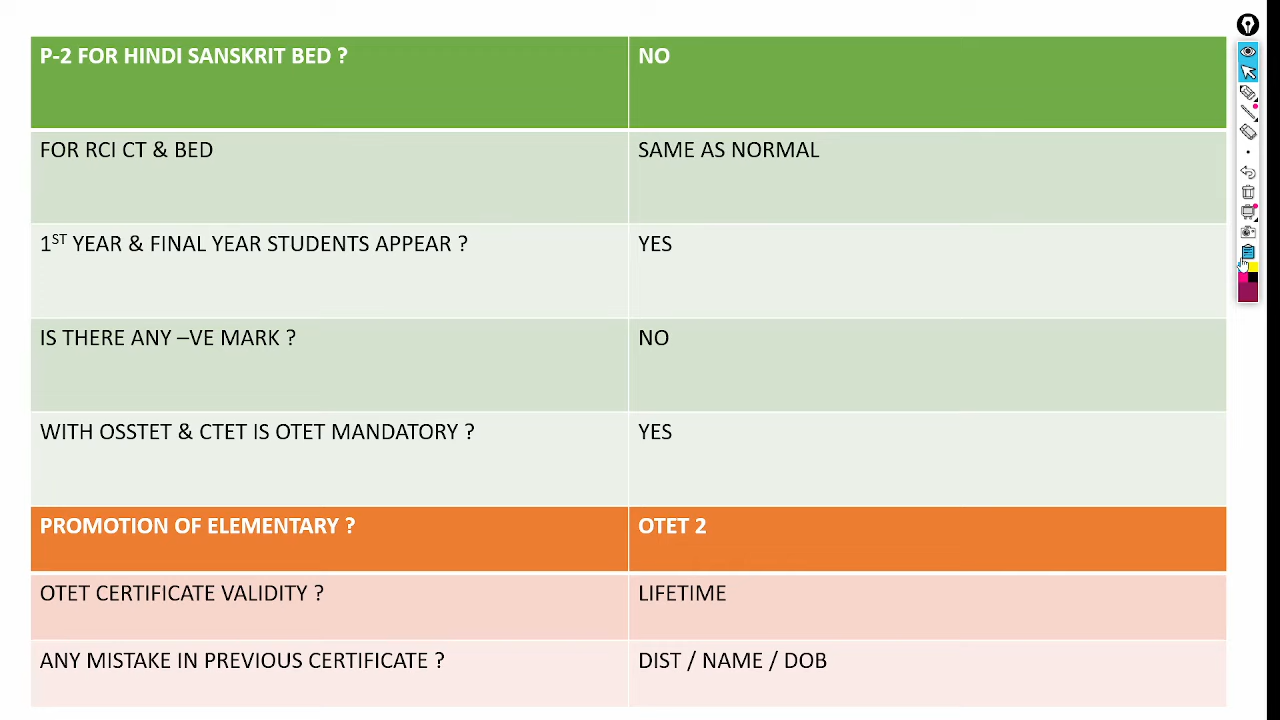 P-2 FOR HINDI SANSKRIT BED ? NO
FOR RCI CT & BED SAME AS NORMAL
1ST YEAR & FINAL YEAR STUDENTS APPEAR ? YES
IS THERE ANY –VE MARK ? NO
WITH OSSTET & CTET IS OTET MANDATORY ? YES
PROMOTION OF ELEMENTARY ? OTET 2
OTET CERTIFICATE VALIDITY ? LIFETIME
ANY MISTAKE IN PREVIOUS CERTIFICATE ? DIST / NAME / DOB